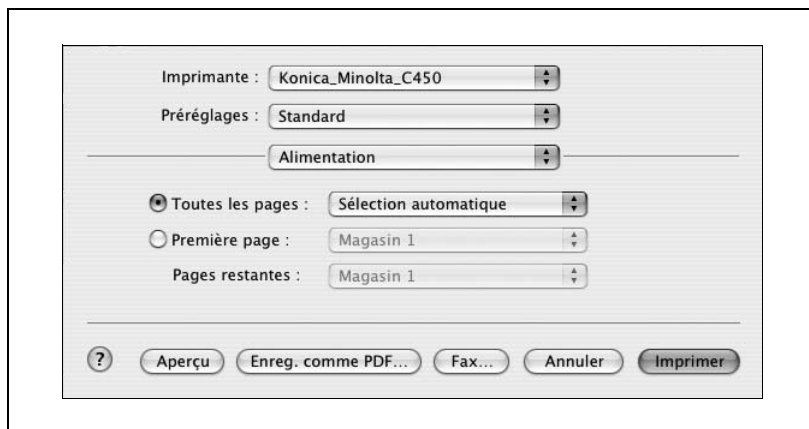 Imprimante : Konica_Minolta_C450
Préréglages : Standard
Alimentation
Toutes les pages : Sélection automatique
Première page : Magasin 1
Pages restantes : Magasin 1
? Aperçu Enreg. comme PDF... Fax... Annuler Imprimer